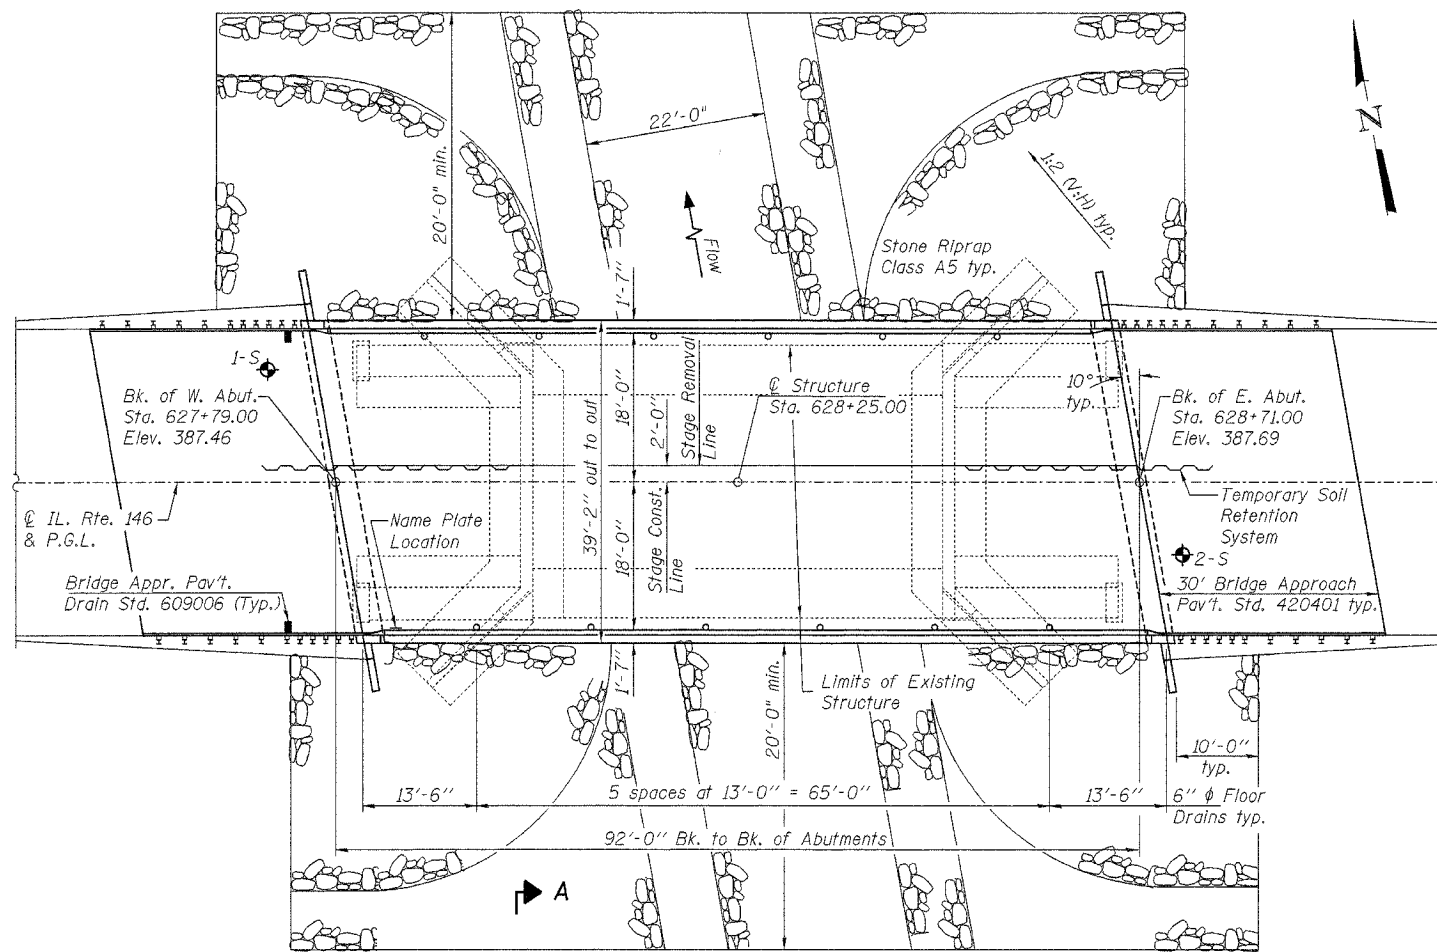 20'-0" min.
22'-0"
N
1:2 (V:H) typ.
Flow
Stone Riprap
Class A5 typ.
1'-7"
1-S
Bk. of W. Abut.
Sta. 627+79.00
Elev. 387.46
18'-0"
2'-0"
Stage Removal
Line
℄ Structure
Sta. 628+25.00
10°
typ.
Bk. of E. Abut.
Sta. 628+71.00
Elev. 387.69
39'-2" out to out
℄ IL. Rte. 146
& P.G.L.
Name Plate
Location
18'-0"
Stage Const.
Line
Temporary Soil
Retention
System
2-S
Bridge Appr. Pav't.
Drain Std. 609006 (Typ.)
30' Bridge Approach
Pav't. Std. 420401 typ.
1'-7"
Limits of Existing
Structure
20'-0" min.
10'-0"
typ.
13'-6"
5 spaces at 13'-0" = 65'-0"
13'-6"
6" ϕ Floor
Drains typ.
92'-0" Bk. to Bk. of Abutments
A